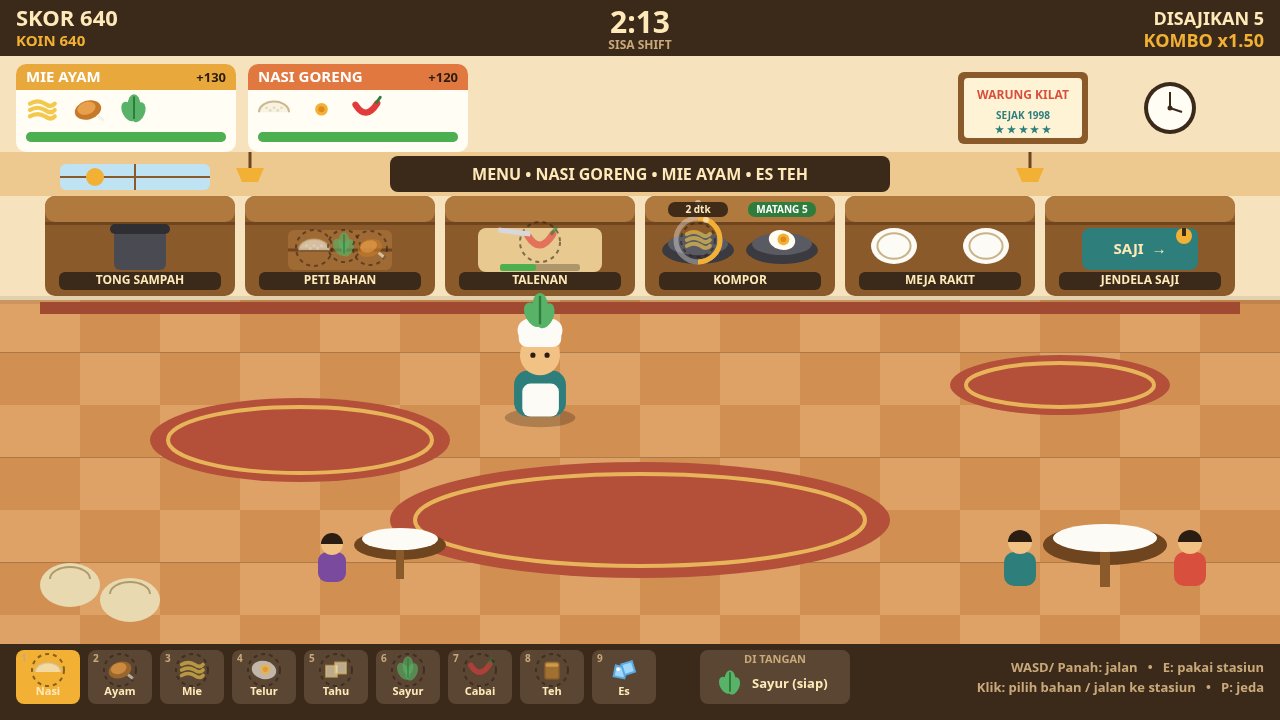 SKOR 640
KOIN 640
2:13
SISA SHIFT
DISAJIKAN 5
KOMBO x1.50
MIE AYAM +130
NASI GORENG +120
WARUNG KILAT
SEJAK 1998
★★★★★
MENU • NASI GORENG • MIE AYAM • ES TEH
2 dtk
MATANG 5
SAJI →
TONG SAMPAH
PETI BAHAN
TALENAN
KOMPOR
MEJA RAKIT
JENDELA SAJI
Nasi
2 Ayam
3 Mie
4 Telur
5 Tahu
6 Sayur
7 Cabai
8 Teh
9 Es
DI TANGAN
Sayur (siap)
WASD/ Panah: jalan • E: pakai stasiun
Klik: pilih bahan / jalan ke stasiun • P: jeda